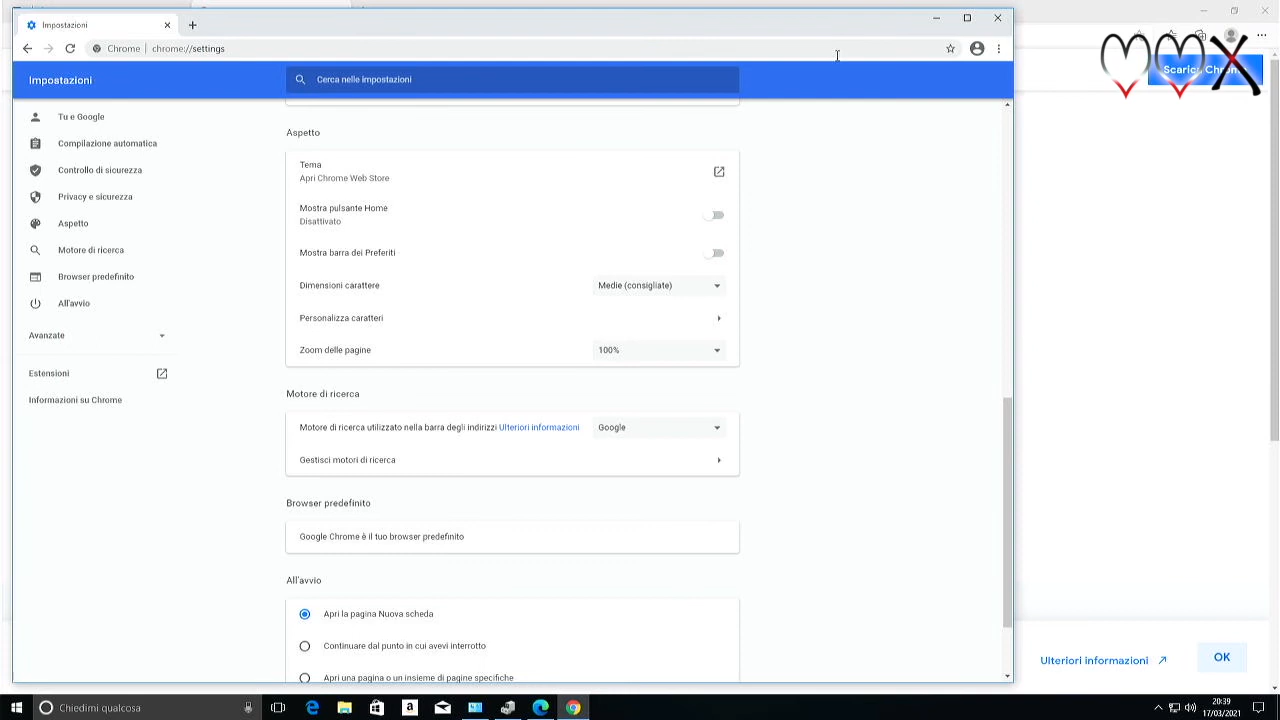 Impostazioni
Chrome | chrome://settings
Impostazioni
Cerca nelle impostazioni
Tu e Google
Compilazione automatica
Controllo di sicurezza
Privacy e sicurezza
Aspetto
Motore di ricerca
Browser predefinito
All'avvio
Avanzate
Estensioni
Informazioni su Chrome
Aspetto
Tema
Apri Chrome Web Store
Mostra pulsante Home
Disattivato
Mostra barra dei Preferiti
Dimensioni carattere
Medie (consigliate)
Personalizza caratteri
Zoom delle pagine
100%
Motore di ricerca
Motore di ricerca utilizzato nella barra degli indirizzi Ulteriori informazioni
Google
Gestisci motori di ricerca
Browser predefinito
Google Chrome è il tuo browser predefinito
All'avvio
Apri la pagina Nuova scheda
Continuare dal punto in cui avevi interrotto
Apri una pagina o un insieme di pagine specifiche
Scarica Chrom
X
Ulteriori informazioni
OK
Chiedimi qualcosa
20:39
17/03/2021